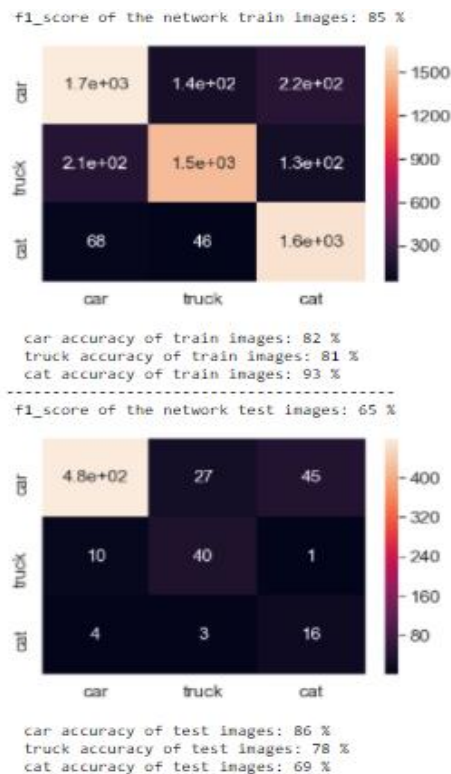 f1_score of the network train images: 85 %
car 1.7e+03 1.4e+02 2.2e+02
truck 2.1e+02 1.5e+03 1.3e+02
cat 68 46 1.6e+03
car truck cat
1500
1200
900
600
300
car accuracy of train images: 82 %
truck accuracy of train images: 81 %
cat accuracy of train images: 93 %
----------------------------------------
f1_score of the network test images: 65 %
car 4.8e+02 27 45
truck 10 40 1
cat 4 3 16
car truck cat
400
320
240
160
80
car accuracy of test images: 86 %
truck accuracy of test images: 78 %
cat accuracy of test images: 69 %